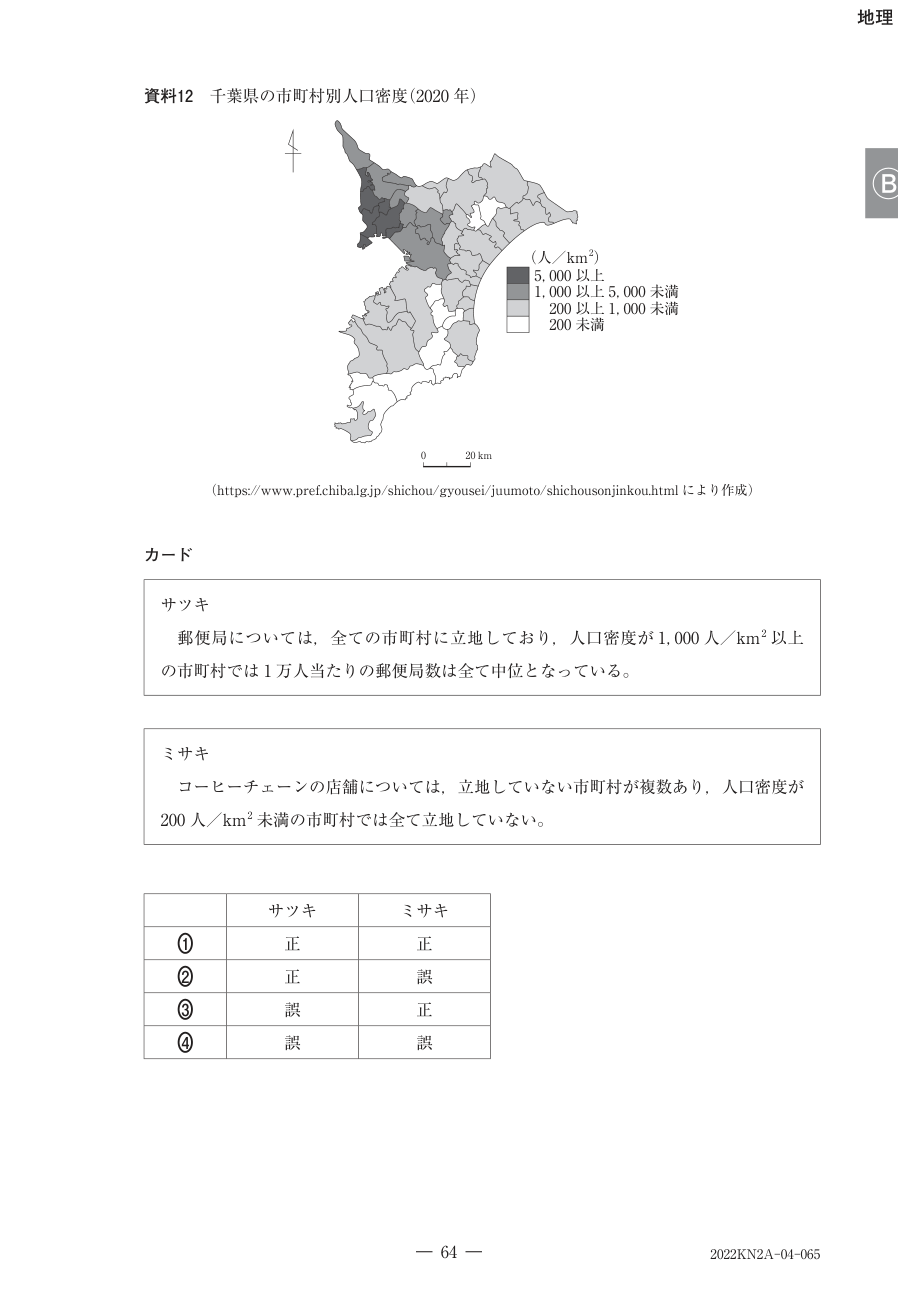 地理
B
資料12 千葉県の市町村別人口密度(2020 年)
(人/km²)
5,000 以上
1,000 以上 5,000 未満
200 以上 1,000 未満
200 未満
0 20 km
(https://www.pref.chiba.lg.jp/shichou/gyousei/juumoto/shichousonjinkou.html により作成)
カード
サツキ
郵便局については,全ての市町村に立地しており,人口密度が 1,000 人/km² 以上
の市町村では 1 万人当たりの郵便局数は全て中位となっている。
ミサキ
コーヒーチェーンの店舗については,立地していない市町村が複数あり,人口密度が
200 人/km² 未満の市町村では全て立地していない。
サツキ ミサキ
① 正 正
② 正 誤
③ 誤 正
④ 誤 誤
― 64 ―
2022KN2A-04-065